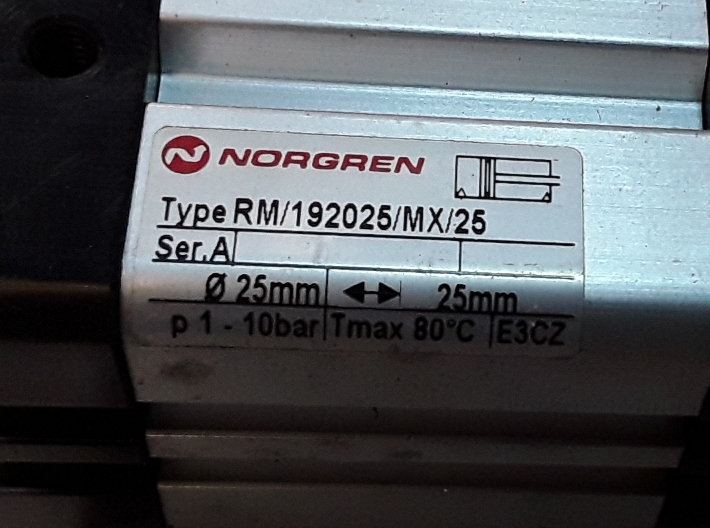 NORGREN
Type RM/192025/MX/25
Ser.A
Ø 25mm 25mm
p 1 - 10bar Tmax 80°C E3CZ